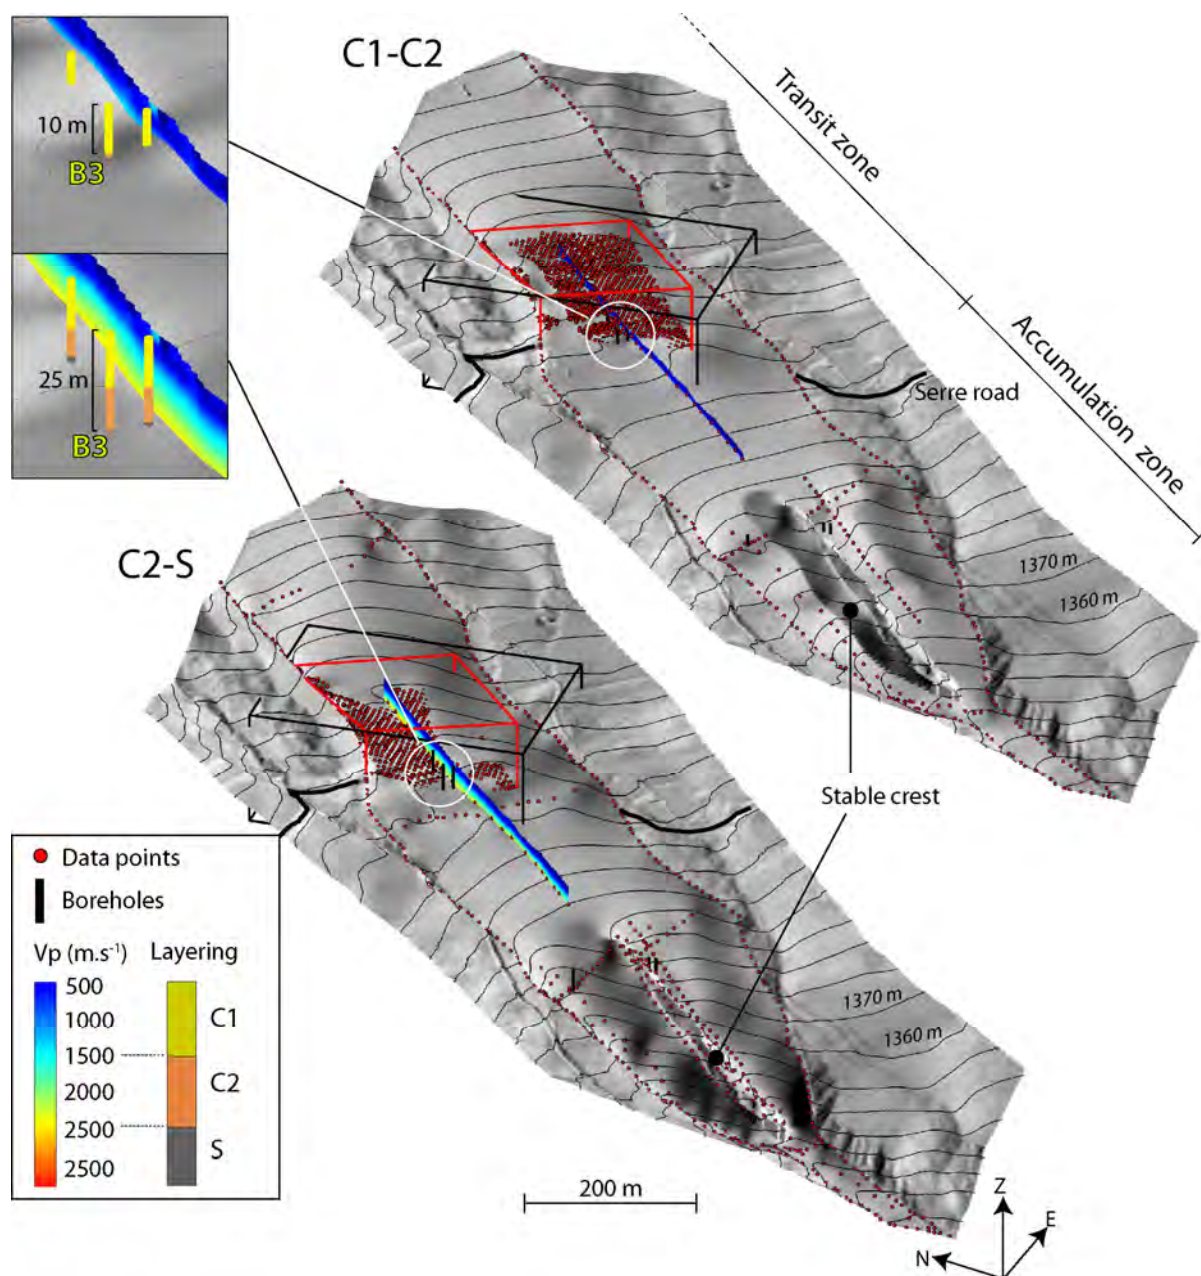 C1-C2
Transit zone
Accumulation zone
10 m
B3
25 m
B3
Serre road
1370 m
1360 m
C2-S
Stable crest
1370 m
1360 m
Data points
Boreholes
Vp (m.s⁻¹) Layering
500
1000
1500
2000
2500
2500
C1
C2
S
200 m
Z
E
N